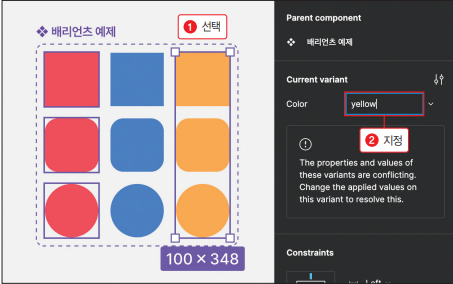 ❖ 배리언츠 예제
1 선택
100 × 348
Parent component
❖ 배리언츠 예제
Current variant
Color
yellow
2 지정
The properties and values of
these variants are conflicting.
Change the applied values on
this variant to resolve this.
Constraints
Left